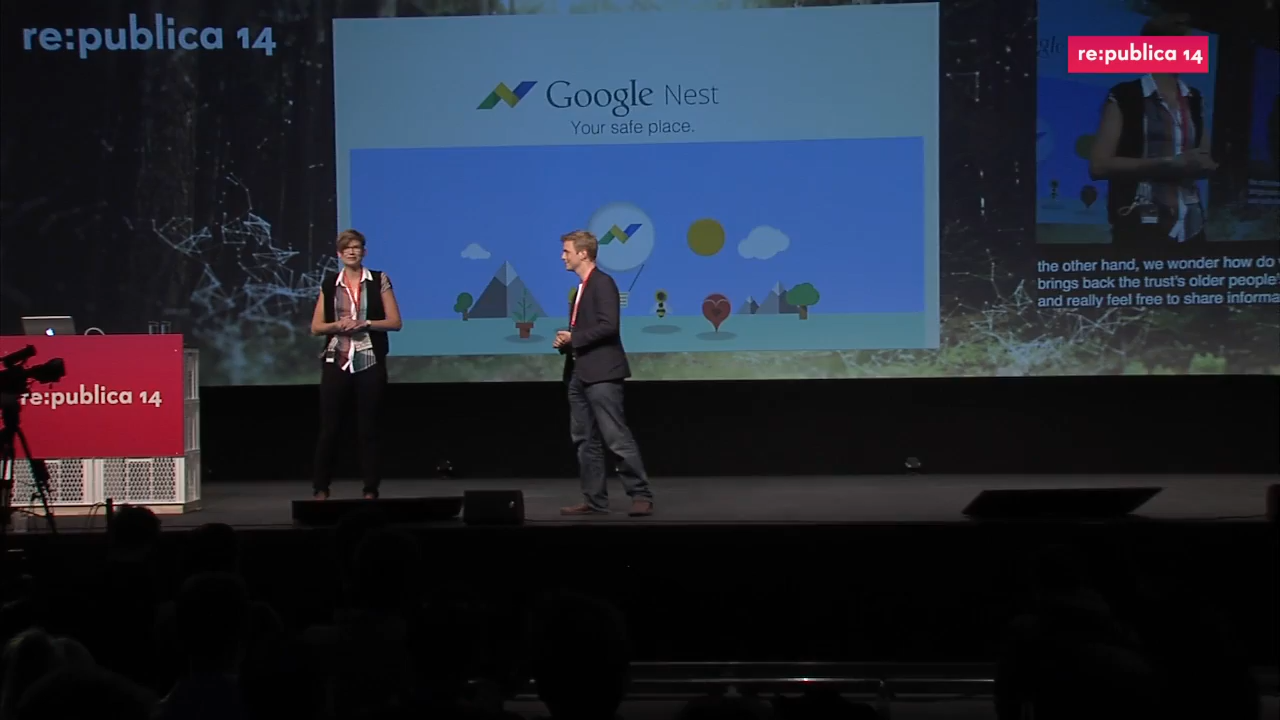 re:publica 14
re:publica 14
Google Nest
Your safe place.
the other hand, we wonder how do
brings back the trust's older people'
and really feel free to share informa
re:publica 14